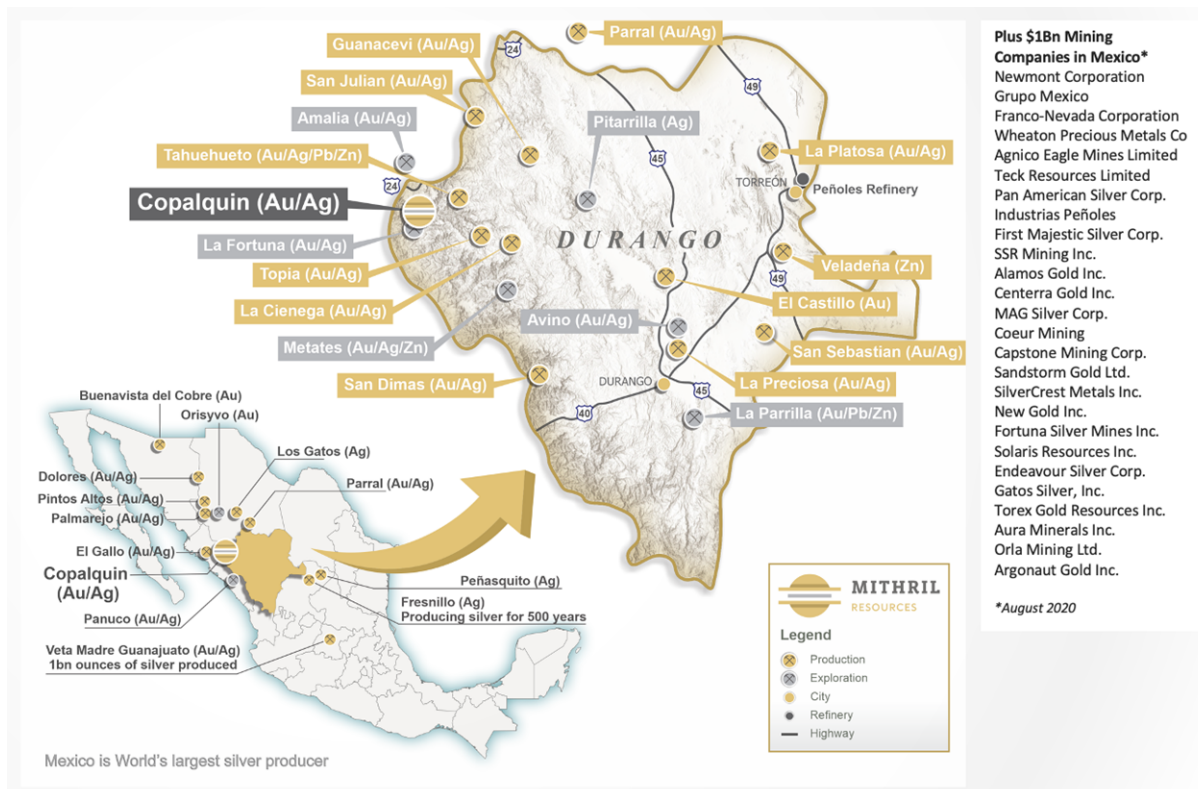 Guanacevi (Au/Ag)
Parral (Au/Ag)
24
San Julian (Au/Ag)
49
Amalia (Au/Ag)
Pitarrilla (Ag)
Tahuehueto (Au/Ag/Pb/Zn)
45
La Platosa (Au/Ag)
24
TORREÓN
Peñoles Refinery
Copalquin (Au/Ag)
La Fortuna (Au/Ag)
DURANGO
Topia (Au/Ag)
Veladeña (Zn)
49
La Cienega (Au/Ag)
El Castillo (Au)
Avino (Au/Ag)
Metates (Au/Ag/Zn)
San Sebastian (Au/Ag)
San Dimas (Au/Ag)
DURANGO
La Preciosa (Au/Ag)
45
40
La Parrilla (Au/Pb/Zn)
Buenavista del Cobre (Au)
Orisyvo (Au)
Los Gatos (Ag)
Dolores (Au/Ag)
Parral (Au/Ag)
Pintos Altos (Au/Ag)
Palmarejo (Au/Ag)
El Gallo (Au/Ag)
Copalquin
(Au/Ag)
Peñasquito (Ag)
Fresnillo (Ag)
Producing silver for 500 years
Panuco (Au/Ag)
Veta Madre Guanajuato (Au/Ag)
1bn ounces of silver produced
Mexico is World's largest silver producer
MITHRIL
RESOURCES
Legend
Production
Exploration
City
Refinery
Highway
Plus $1Bn Mining
Companies in Mexico*
Newmont Corporation
Grupo Mexico
Franco-Nevada Corporation
Wheaton Precious Metals Co
Agnico Eagle Mines Limited
Teck Resources Limited
Pan American Silver Corp.
Industrias Peñoles
First Majestic Silver Corp.
SSR Mining Inc.
Alamos Gold Inc.
Centerra Gold Inc.
MAG Silver Corp.
Coeur Mining
Capstone Mining Corp.
Sandstorm Gold Ltd.
SilverCrest Metals Inc.
New Gold Inc.
Fortuna Silver Mines Inc.
Solaris Resources Inc.
Endeavour Silver Corp.
Gatos Silver, Inc.
Torex Gold Resources Inc.
Aura Minerals Inc.
Orla Mining Ltd.
Argonaut Gold Inc.
*August 2020